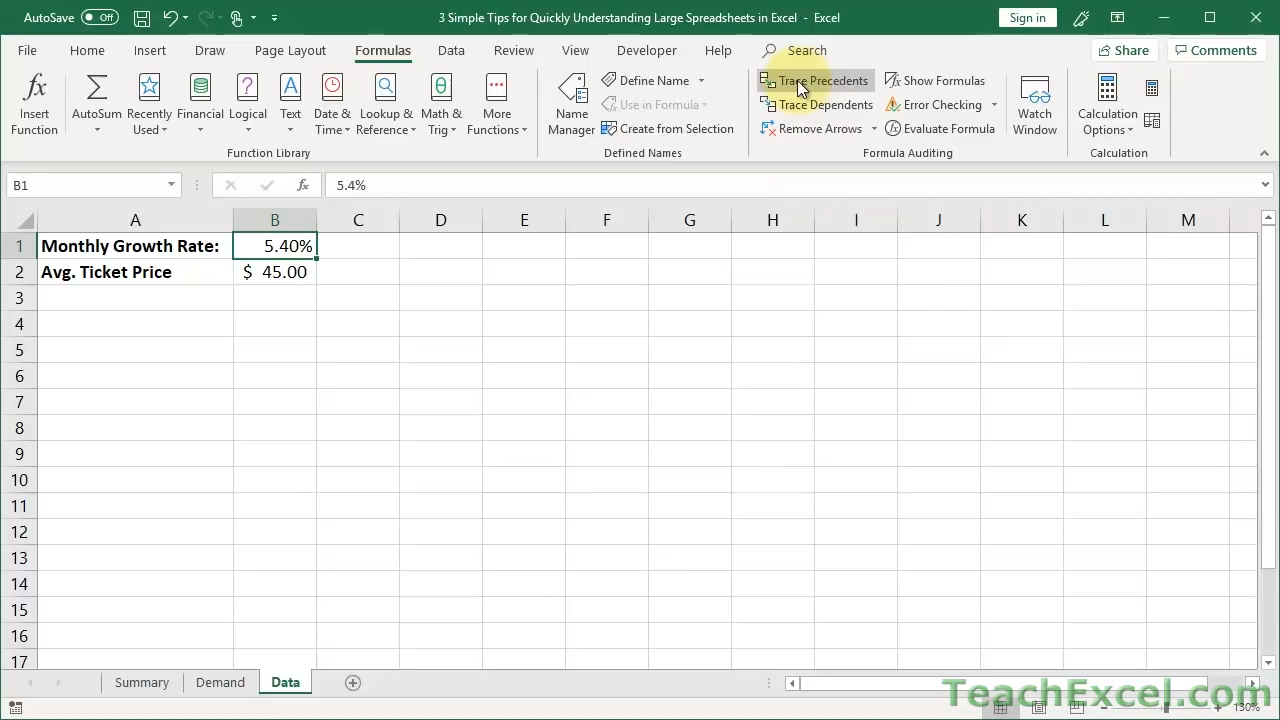 AutoSave Off 3 Simple Tips for Quickly Understanding Large Spreadsheets in Excel - Excel Sign in
File Home Insert Draw Page Layout Formulas Data Review View Developer Help Search Share Comments
fx Insert Function
Σ AutoSum
Recently Used
Financial
? Logical
A Text
Date & Time
Lookup & Reference
θ Math & Trig
More Functions
Function Library
Name Manager
Define Name
Use in Formula
Create from Selection
Defined Names
Trace Precedents
Trace Dependents
Remove Arrows
Show Formulas
Error Checking
Evaluate Formula
Formula Auditing
Watch Window
Calculation Options
Calculation
B1 fx 5.4%
A B C D E F G H I J K L M
1 Monthly Growth Rate: 5.40%
2 Avg. Ticket Price $ 45.00
3
4
5
6
7
8
9
10
11
12
13
14
15
16
17
Summary Demand Data
TeachExcel.com
130%